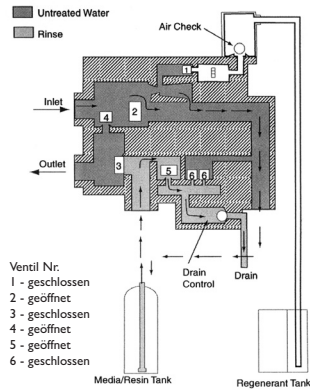 Untreated Water
Rinse
Air Check
1
Inlet
2
4
Outlet
3
5
6 6
Drain Control
Drain
Ventil Nr.
1 - geschlossen
2 - geöffnet
3 - geschlossen
4 - geöffnet
5 - geöffnet
6 - geschlossen
Media/Resin Tank
Regenerant Tank